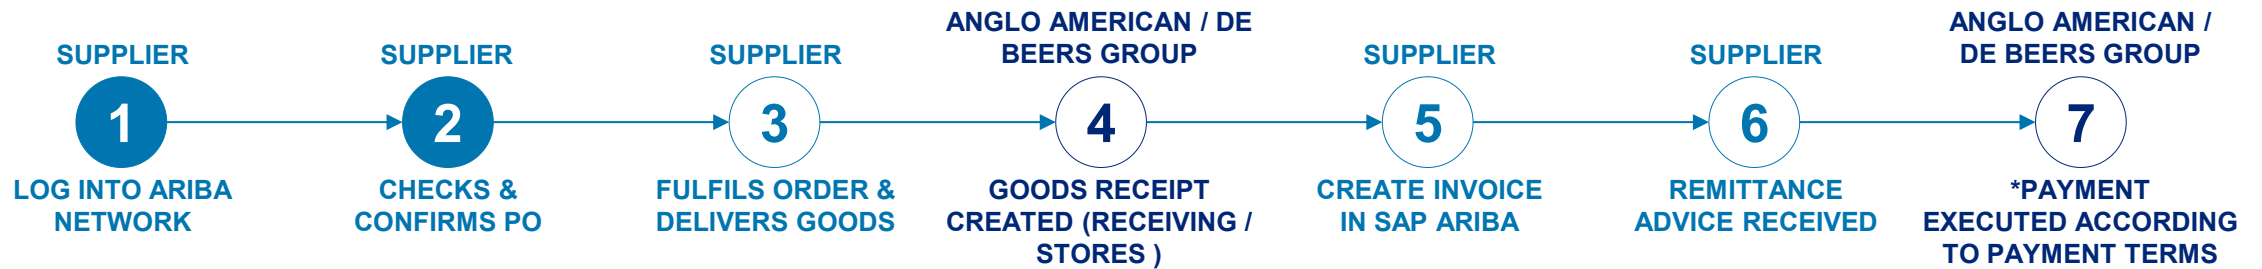 SUPPLIER
1
LOG INTO ARIBA
NETWORK
SUPPLIER
2
CHECKS &
CONFIRMS PO
SUPPLIER
3
FULFILS ORDER &
DELIVERS GOODS
ANGLO AMERICAN / DE
BEERS GROUP
4
GOODS RECEIPT
CREATED (RECEIVING /
STORES )
SUPPLIER
5
CREATE INVOICE
IN SAP ARIBA
SUPPLIER
6
REMITTANCE
ADVICE RECEIVED
ANGLO AMERICAN /
DE BEERS GROUP
7
*PAYMENT
EXECUTED ACCORDING
TO PAYMENT TERMS